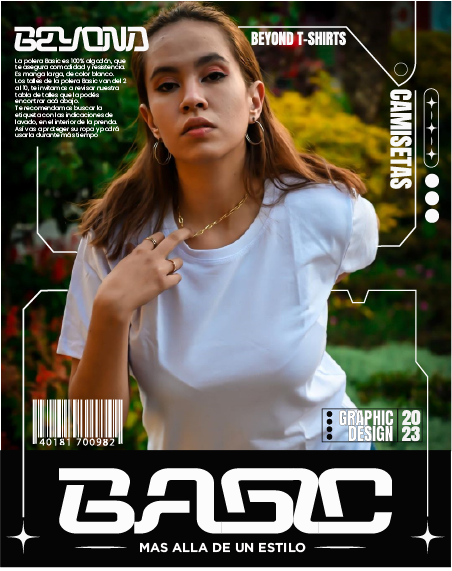 BEYOND
BEYOND T-SHIRTS
La polera Basic es 100% algodón, que
te asegura comodidad y resistencia.
Es manga larga, de color blanco.
Los talles de la polera Basic van del 2
al 10, te invitamos a revisar nuestra
tabla de talles que la podés
encontrar acá abajo.
Te recomendamos buscar la
etiqueta con las indicaciones de
lavado, en el interior de la prenda.
Así vas a proteger su ropa y podrá
usarla durante más tiempo
CAMISETAS
40181 700982
GRAPHIC
DESIGN
20
23
BASIC
MAS ALLA DE UN ESTILO